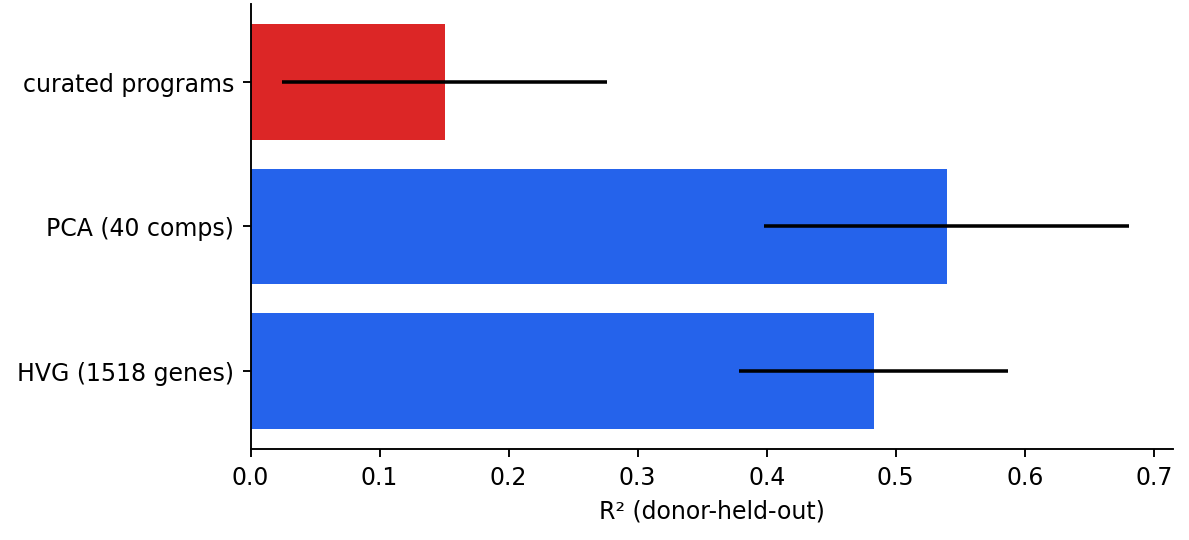 curated programs
PCA (40 comps)
HVG (1518 genes)
0.0 0.1 0.2 0.3 0.4 0.5 0.6 0.7
R² (donor-held-out)